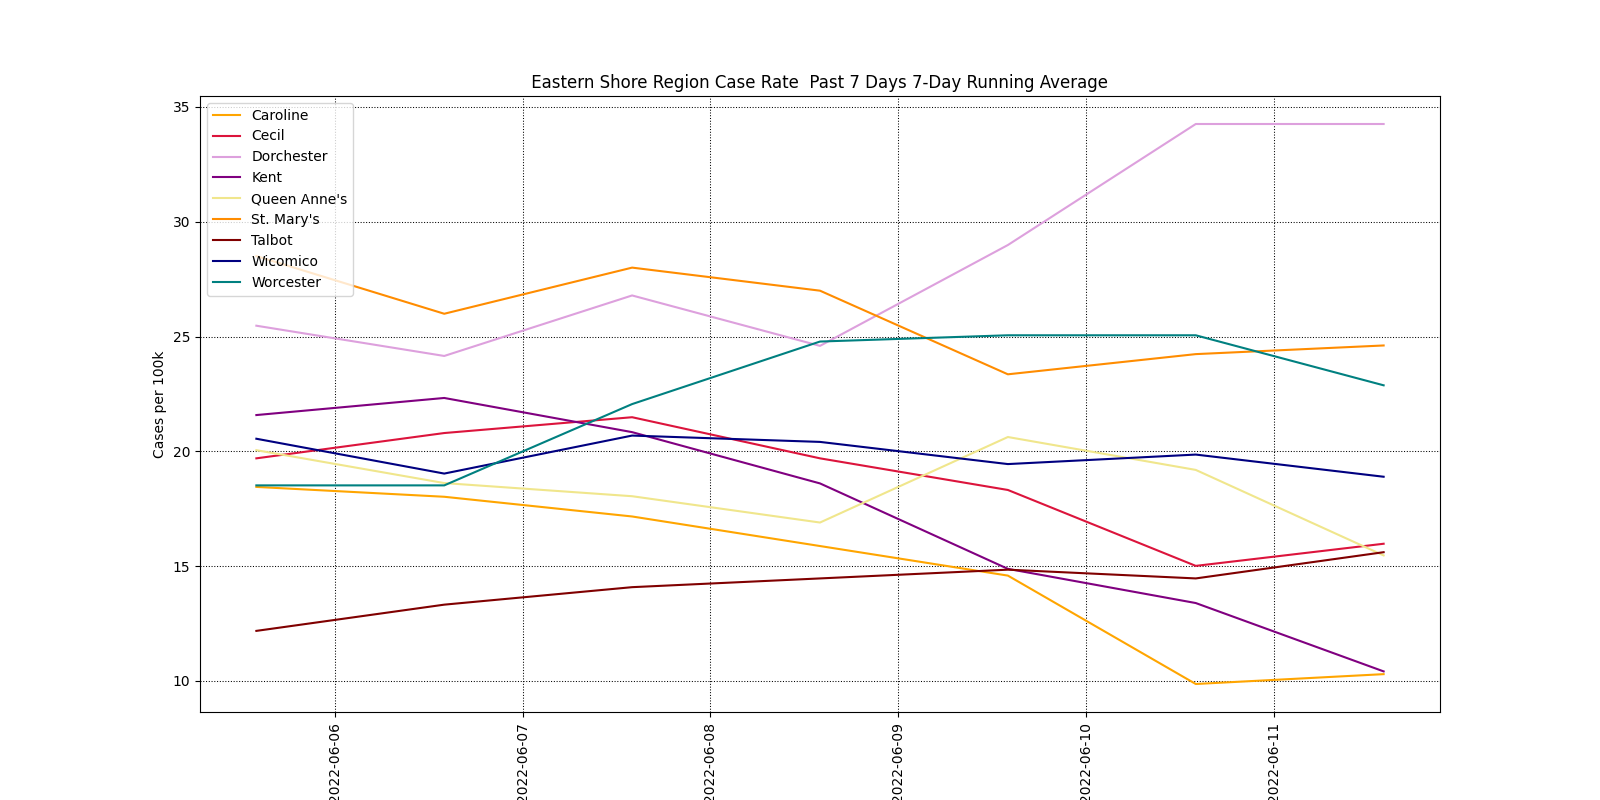 Eastern Shore Region Case Rate  Past 7 Days 7-Day Running Average
35
30
25
20
15
10
Cases per 100k
Caroline
Cecil
Dorchester
Kent
Queen Anne's
St. Mary's
Talbot
Wicomico
Worcester
2022-06-06
2022-06-07
2022-06-08
2022-06-09
2022-06-10
2022-06-11